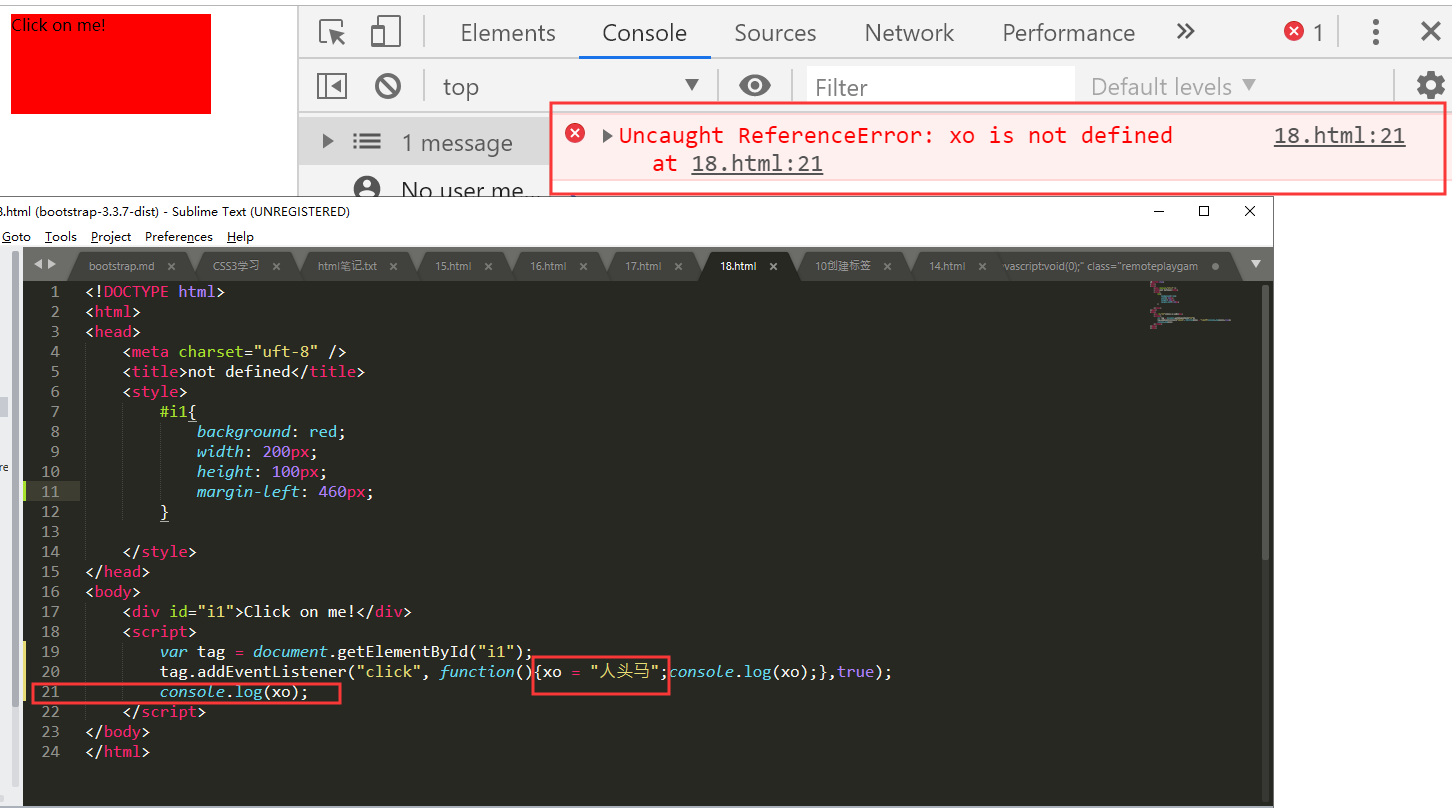 Click on me!
Elements Console Sources Network Performance » 1
top Filter Default levels
1 message
Uncaught ReferenceError: xo is not defined 18.html:21
at 18.html:21
No user me...
.html (bootstrap-3.3.7-dist) - Sublime Text (UNREGISTERED)
Goto Tools Project Preferences Help
bootstrap.md CSS3学习 html笔记.txt 15.html 16.html 17.html 18.html 10创建标签 14.html vascript:void(0);" class="remoteplaygam
1 <!DOCTYPE html>
2 <html>
3 <head>
4 <meta charset="uft-8" />
5 <title>not defined</title>
6 <style>
7 #i1{
8 background: red;
9 width: 200px;
re
10 height: 100px;
11 margin-left: 460px;
12 }
13
14 </style>
15 </head>
16 <body>
17 <div id="i1">Click on me!</div>
18 <script>
19 var tag = document.getElementById("i1");
20 tag.addEventListener("click", function(){xo = "人头马";console.log(xo);},true);
21 console.log(xo);
22 </script>
23 </body>
24 </html>